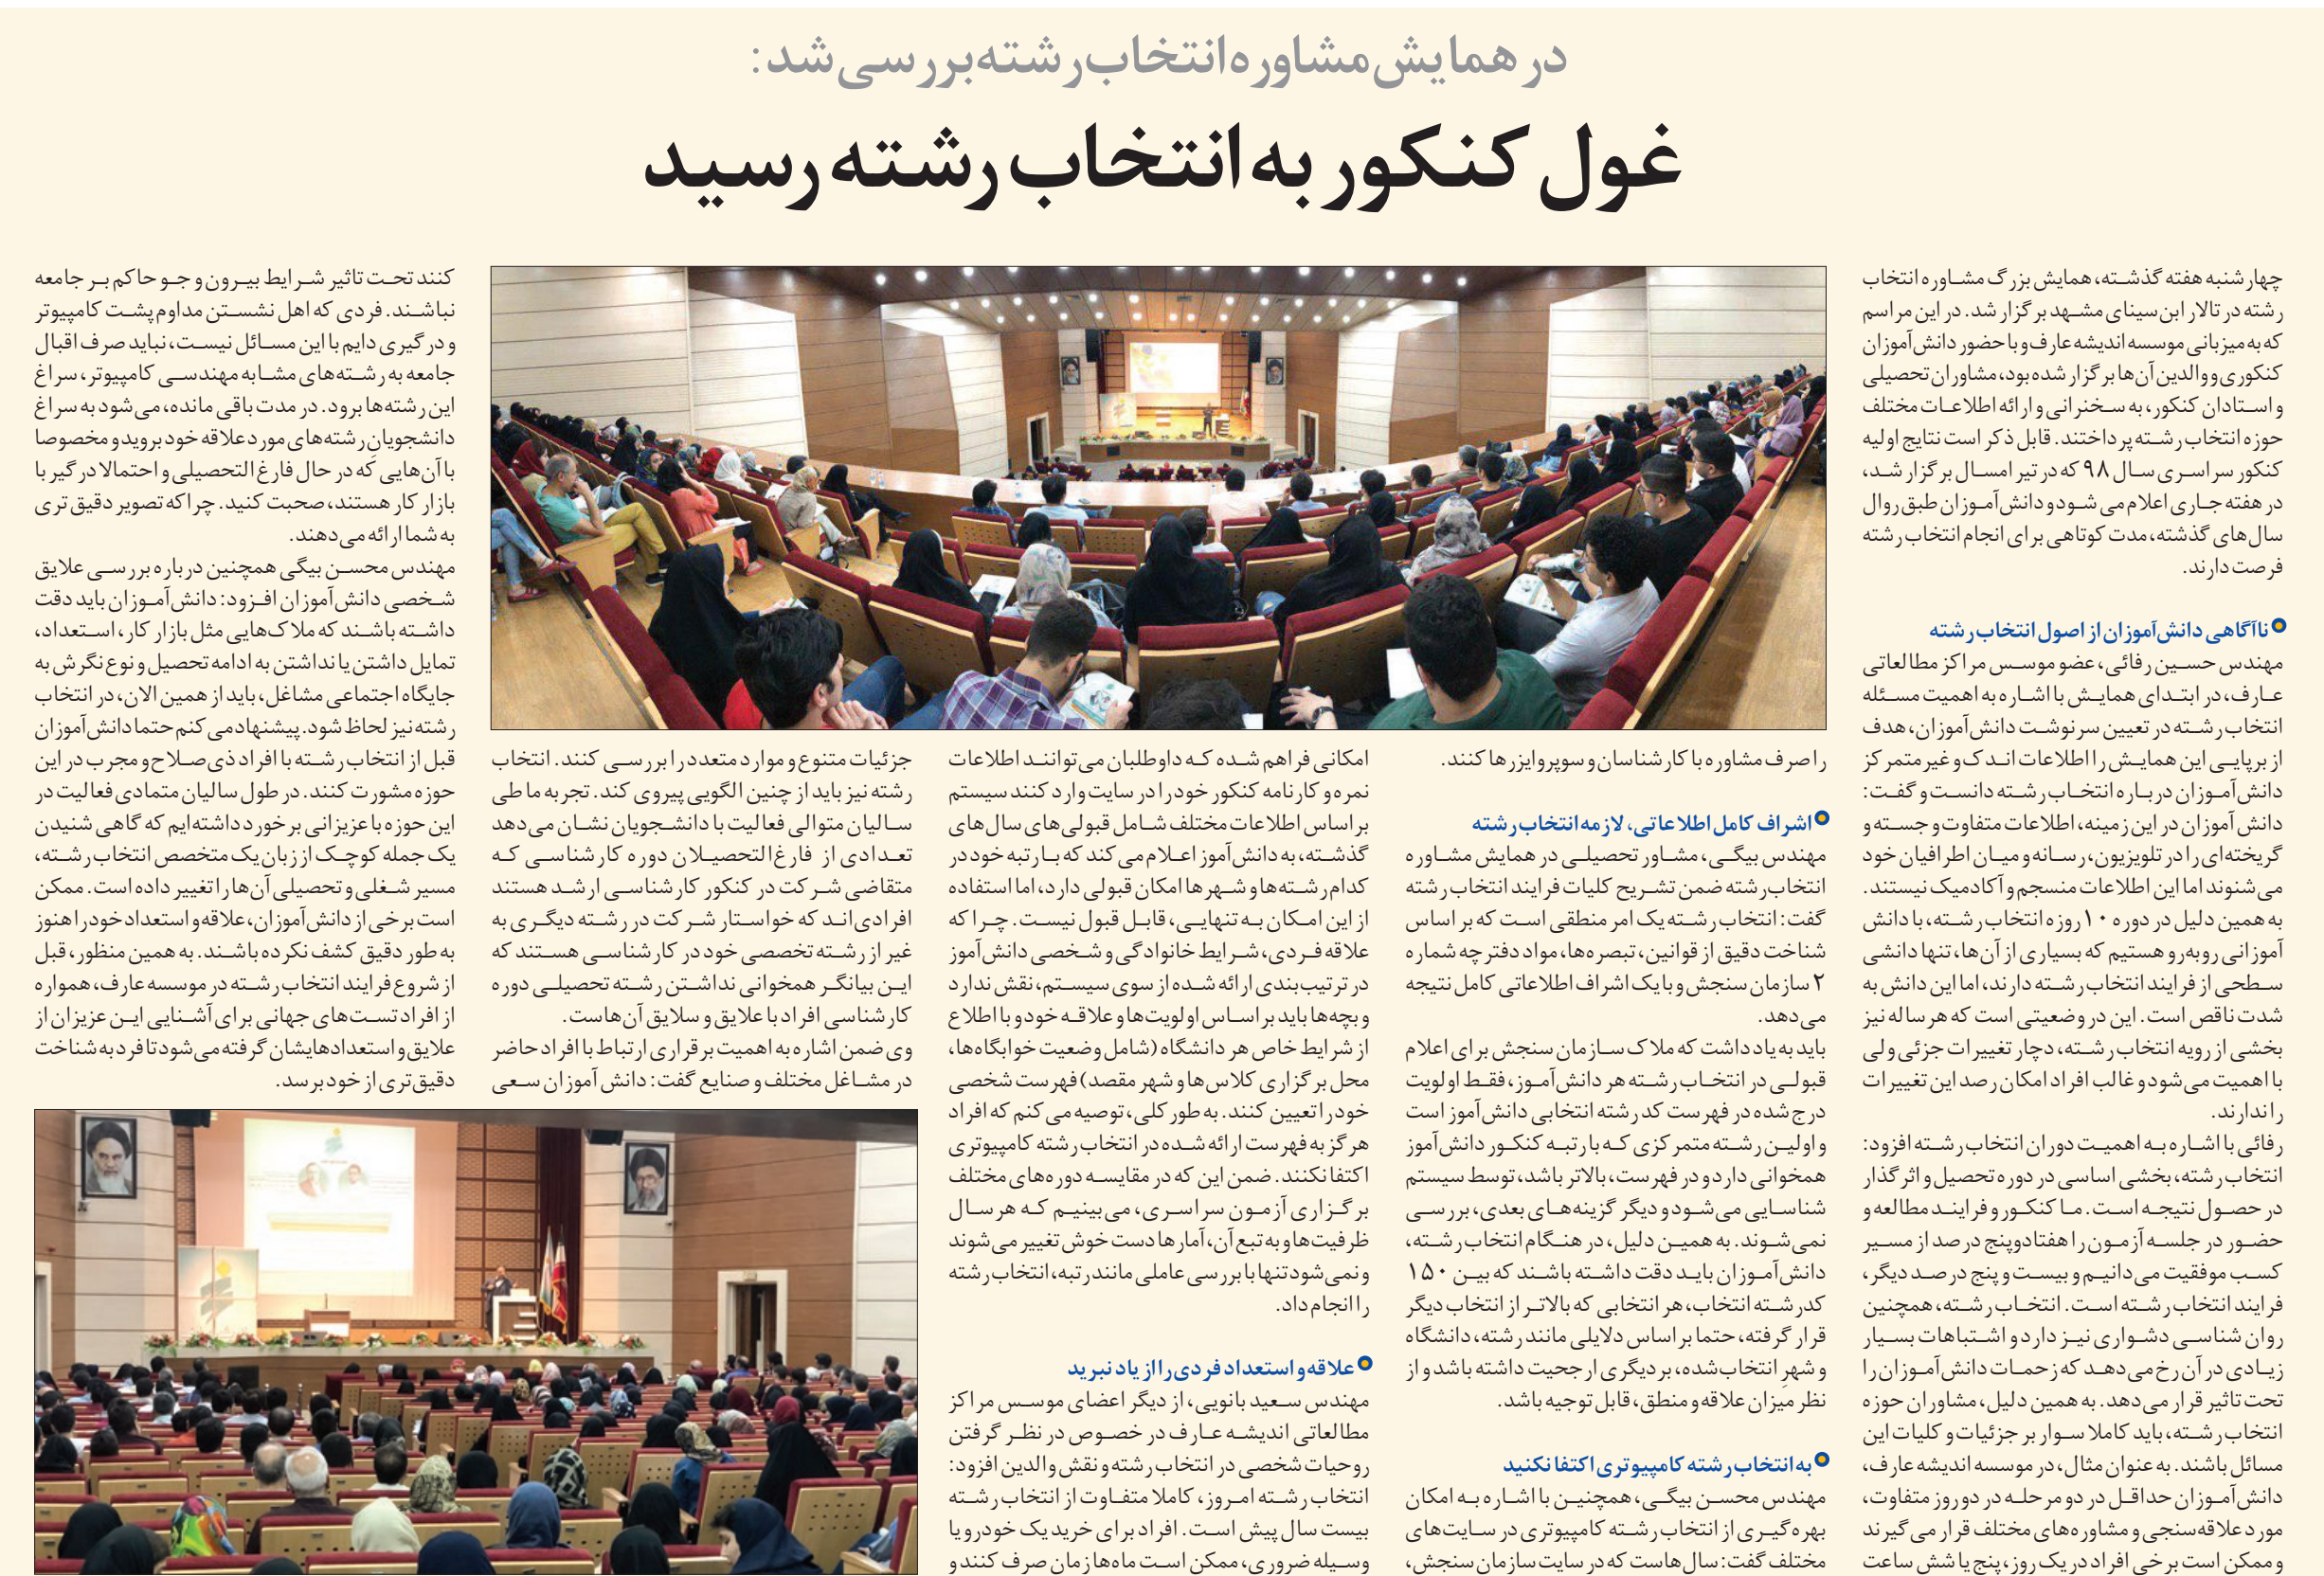 در همایش مشاوره انتخاب رشته بررسی شد:
غول کنکور به انتخاب رشته رسید
چهارشنبه هفته گذشته، همایش بزرگ مشاوره انتخاب
رشته در تالار ابن سینای مشهد برگزار شد. در این مراسم
که به میزبانی موسسه اندیشه عارف و با حضور دانش‌آموزان
کنکوری و والدین آن‌ها برگزار شده بود، مشاوران تحصیلی
و استادان کنکور، به سخنرانی و ارائه اطلاعات مختلف
حوزه انتخاب رشته پرداختند. قابل ذکر است نتایج اولیه
کنکور سراسری سال ۹۸ که در تیر امسال برگزار شد،
در هفته جاری اعلام می شود و دانش‌آموزان طبق روال
سال‌های گذشته، مدت کوتاهی برای انجام انتخاب رشته
فرصت دارند.
ناآگاهی دانش‌آموزان از اصول انتخاب رشته
مهندس حسین رفائی، عضو موسس مراکز مطالعاتی
عارف، در ابتدای همایش با اشاره به اهمیت مسئله
انتخاب رشته در تعیین سرنوشت دانش‌آموزان، هدف
از برپایی این همایش را اطلاعات اندک و غیرمتمرکز
دانش‌آموزان درباره انتخاب رشته دانست و گفت:
دانش آموزان در این زمینه، اطلاعات متفاوت و جسته و
گریخته‌ای را در تلویزیون، رسانه و میان اطرافیان خود
می شنوند اما این اطلاعات منسجم و آکادمیک نیستند.
به همین دلیل در دوره ۱۰ روزه انتخاب رشته، با دانش
آموزانی روبه‌رو هستیم که بسیاری از آن‌ها، تنها دانشی
سطحی از فرایند انتخاب رشته دارند، اما این دانش به
شدت ناقص است. این در وضعیتی است که هر ساله نیز
بخشی از رویه انتخاب رشته، دچار تغییرات جزئی ولی
با اهمیت می شود و غالب افراد امکان رصد این تغییرات
را ندارند.
رفائی با اشاره به اهمیت دوران انتخاب رشته افزود:
انتخاب رشته، بخشی اساسی در دوره تحصیل و اثرگذار
در حصول نتیجه است. ما کنکور و فرایند مطالعه و
حضور در جلسه آزمون را هفتادوپنج درصد از مسیر
کسب موفقیت می‌دانیم و بیست و پنج درصد دیگر،
فرایند انتخاب رشته است. انتخاب رشته، همچنین
روان شناسی دشواری نیز دارد و اشتباهات بسیار
زیادی در آن رخ می‌دهد که زحمات دانش‌آموزان را
تحت تاثیر قرار می‌دهد. به همین دلیل، مشاوران حوزه
انتخاب رشته، باید کاملا سوار بر جزئیات و کلیات این
مسائل باشند. به عنوان مثال، در موسسه اندیشه عارف،
دانش‌آموزان حداقل در دو مرحله در دو روز متفاوت،
مورد علاقه‌سنجی و مشاوره‌های مختلف قرار می گیرند
و ممکن است برخی افراد در یک روز، پنج یا شش ساعت
را صرف مشاوره با کارشناسان و سوپروایزرها کنند.
اشراف کامل اطلاعاتی، لازمه انتخاب رشته
مهندس بیگی، مشاور تحصیلی در همایش مشاوره
انتخاب رشته ضمن تشریح کلیات فرایند انتخاب رشته
گفت: انتخاب رشته یک امر منطقی است که بر اساس
شناخت دقیق از قوانین، تبصره‌ها، مواد دفترچه شماره
۲ سازمان سنجش و با یک اشراف اطلاعاتی کامل نتیجه
می‌دهد.
باید به یاد داشت که ملاک سازمان سنجش برای اعلام
قبولی در انتخاب رشته هر دانش‌آموز، فقط اولویت
درج شده در فهرست کد رشته انتخابی دانش‌آموز است
و اولین رشته متمرکزی که با رتبه کنکور دانش‌آموز
همخوانی دارد و در فهرست، بالاتر باشد، توسط سیستم
شناسایی می‌شود و دیگر گزینه‌های بعدی، بررسی
نمی‌شوند. به همین دلیل، در هنگام انتخاب رشته،
دانش‌آموزان باید دقت داشته باشند که بین ۱۵۰
کدرشته انتخاب، هر انتخابی که بالاتر از انتخاب دیگر
قرار گرفته، حتما بر اساس دلایلی مانند رشته، دانشگاه
و شهرِ انتخاب‌شده، بر دیگری ارجحیت داشته باشد و از
نظر میزان علاقه و منطق، قابل توجیه باشد.
به انتخاب رشته کامپیوتری اکتفا نکنید
مهندس محسن بیگی، همچنین با اشاره به امکان
بهره گیری از انتخاب رشته کامپیوتری در سایت‌های
مختلف گفت: سال هاست که در سایت سازمان سنجش،
امکانی فراهم شده که داوطلبان می‌توانند اطلاعات
نمره و کارنامه کنکور خود را در سایت وارد کنند سیستم
بر اساس اطلاعات مختلف شامل قبولی‌های سال‌های
گذشته، به دانش‌آموز اعلام می کند که با رتبه خود در
کدام رشته‌ها و شهرها امکان قبولی دارد، اما استفاده
از این امکان به تنهایی، قابل قبول نیست. چرا که
علاقه فردی، شرایط خانوادگی و شخصی دانش‌آموز
در ترتیب‌بندی ارائه شده از سوی سیستم، نقش ندارد
و بچه‌ها باید بر اساس اولویت‌ها و علاقه خود و با اطلاع
از شرایط خاص هر دانشگاه (شامل وضعیت خوابگاه‌ها،
محل برگزاری کلاس‌ها و شهر مقصد) فهرست شخصی
خود را تعیین کنند. به طور کلی، توصیه می کنم که افراد
هرگز به فهرست ارائه شده در انتخاب رشته کامپیوتری
اکتفا نکنند. ضمن این که در مقایسه دوره‌های مختلف
برگزاری آزمون سراسری، می‌بینیم که هر سال
ظرفیت‌ها و به تبع آن، آمارها دست خوش تغییر می‌شوند
و نمی‌شود تنها با بررسی عاملی مانند رتبه، انتخاب رشته
را انجام داد.
علاقه و استعداد فردی را از یاد نبرید
مهندس سعید بانویی، از دیگر اعضای موسس مراکز
مطالعاتی اندیشه عارف در خصوص در نظر گرفتن
روحیات شخصی در انتخاب رشته و نقش والدین افزود:
انتخاب رشته امروز، کاملا متفاوت از انتخاب رشته
بیست سال پیش است. افراد برای خرید یک خودرو یا
وسیله ضروری، ممکن است ماه‌ها زمان صرف کنند و
جزئیات متنوع و موارد متعدد را بررسی کنند. انتخاب
رشته نیز باید از چنین الگویی پیروی کند. تجربه ما طی
سالیان متوالی فعالیت با دانشجویان نشان می‌دهد
تعدادی از فارغ‌التحصیلان دوره کارشناسی که
متقاضی شرکت در کنکور کارشناسی ارشد هستند
افرادی‌اند که خواستار شرکت در رشته دیگری به
غیر از رشته تخصصی خود در کارشناسی هستند که
این بیانگر همخوانی نداشتن رشته تحصیلی دوره
کارشناسی افراد با علایق و سلایق آن‌هاست.
وی ضمن اشاره به اهمیت برقراری ارتباط با افراد حاضر
در مشاغل مختلف و صنایع گفت: دانش آموزان سعی
کنند تحت تاثیر شرایط بیرون و جو حاکم بر جامعه
نباشند. فردی که اهل نشستن مداوم پشت کامپیوتر
و درگیری دایم با این مسائل نیست، نباید صرف اقبال
جامعه به رشته‌های مشابه مهندسی کامپیوتر، سراغ
این رشته‌ها برود. در مدت باقی مانده، می‌شود به سراغ
دانشجویانِ رشته‌های مورد علاقه خود بروید و مخصوصا
با آن‌هایی که در حال فارغ التحصیلی و احتمالا درگیر با
بازار کار هستند، صحبت کنید. چرا که تصویر دقیق تری
به شما ارائه می‌دهند.
مهندس محسن بیگی همچنین درباره بررسی علایق
شخصی دانش‌آموزان افزود: دانش‌آموزان باید دقت
داشته باشند که ملاک‌هایی مثل بازار کار، استعداد،
تمایل داشتن یا نداشتن به ادامه تحصیل و نوع نگرش به
جایگاه اجتماعی مشاغل، باید از همین الان، در انتخاب
رشته نیز لحاظ شود. پیشنهاد می کنم حتما دانش‌آموزان
قبل از انتخاب رشته با افراد ذی‌صلاح و مجرب در این
حوزه مشورت کنند. در طول سالیان متمادی فعالیت در
این حوزه با عزیزانی برخورد داشته‌ایم که گاهی شنیدن
یک جمله کوچک از زبان یک متخصص انتخاب رشته،
مسیر شغلی و تحصیلی آن‌ها را تغییر داده است. ممکن
است برخی از دانش‌آموزان، علاقه و استعداد خود را هنوز
به طور دقیق کشف نکرده باشند. به همین منظور، قبل
از شروع فرایند انتخاب رشته در موسسه عارف، همواره
از افراد تست‌های جهانی برای آشنایی این عزیزان از
علایق و استعدادهایشان گرفته می‌شود تا فرد به شناخت
دقیق‌تری از خود برسد.